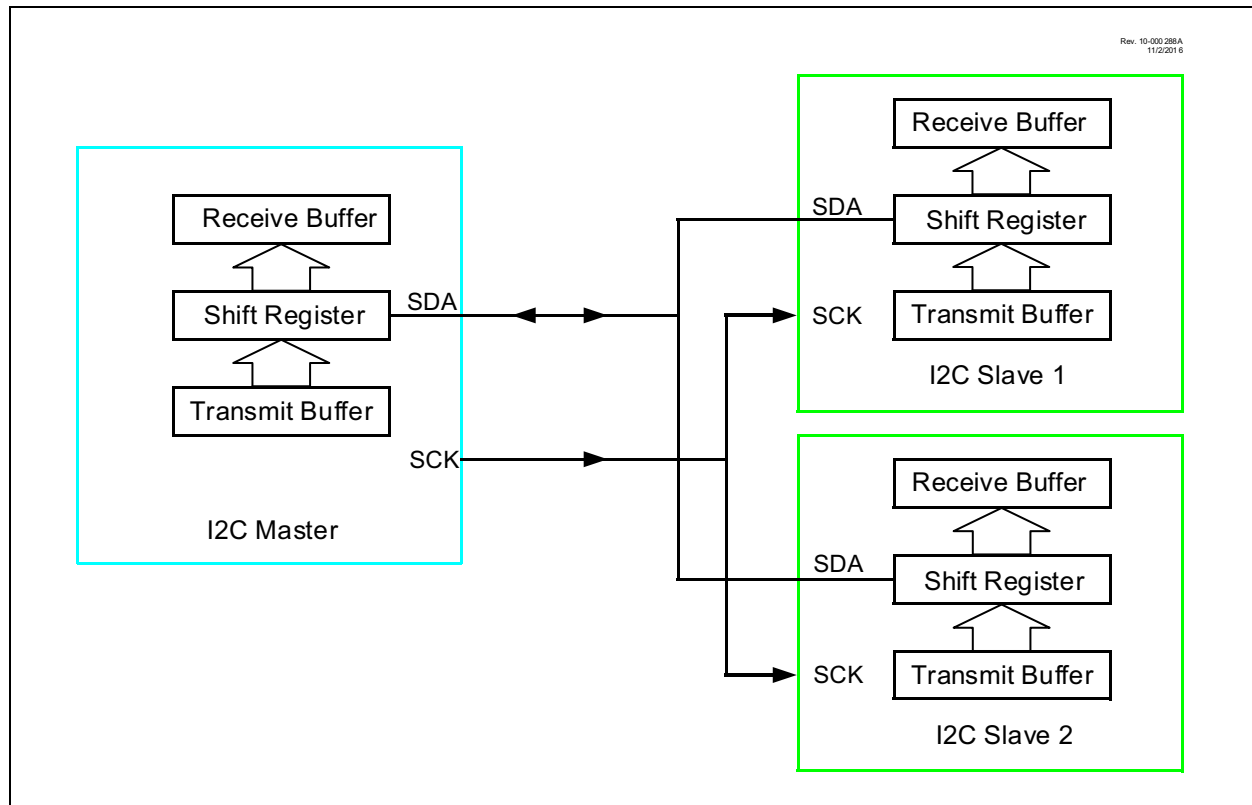 Rev. 10-000 288A
11/2/201 6
Receive Buffer
Shift Register
Transmit Buffer
SDA
SCK
I2C Master
Receive Buffer
SDA
Shift Register
SCK
Transmit Buffer
I2C Slave 1
Receive Buffer
SDA
Shift Register
SCK
Transmit Buffer
I2C Slave 2